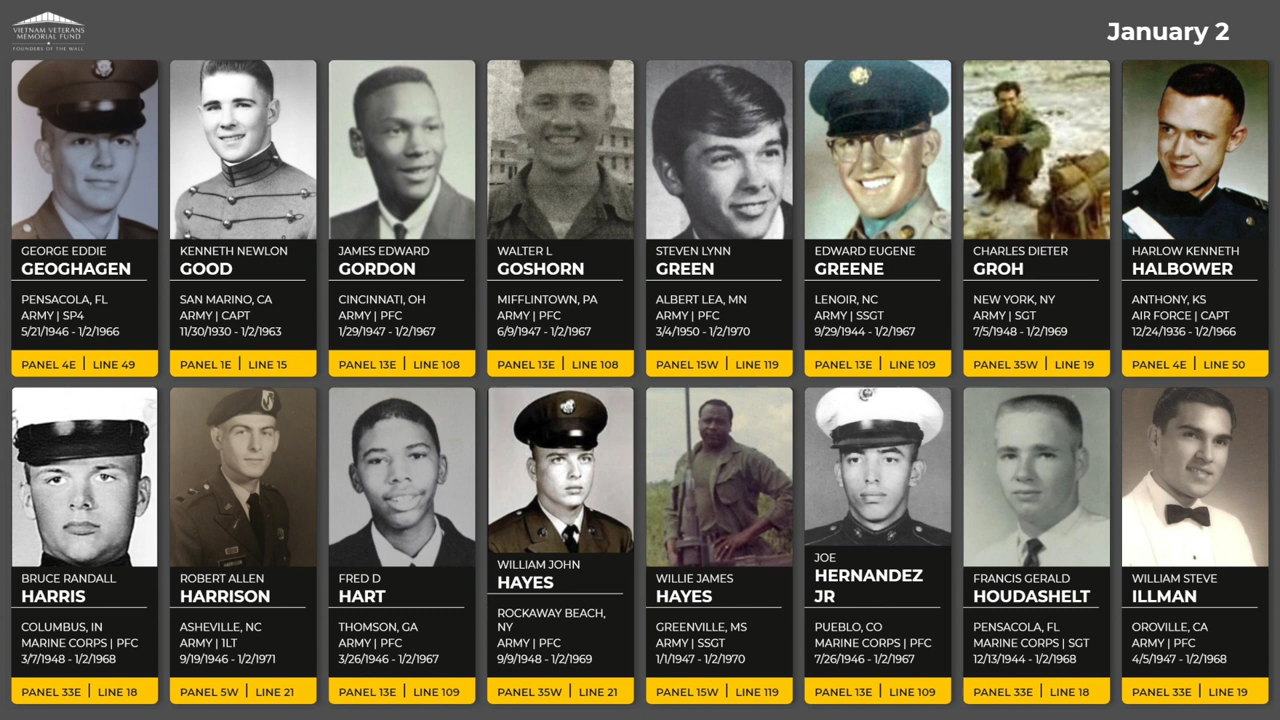 VIETNAM VETERANS
MEMORIAL FUND
FOUNDERS OF THE WALL
January 2
GEORGE EDDIE
GEOGHAGEN
PENSACOLA, FL
ARMY | SP4
5/21/1946 - 1/2/1966
PANEL 4E | LINE 49
KENNETH NEWLON
GOOD
SAN MARINO, CA
ARMY | CAPT
11/30/1930 - 1/2/1963
PANEL 1E | LINE 15
JAMES EDWARD
GORDON
CINCINNATI, OH
ARMY | PFC
1/29/1947 - 1/2/1967
PANEL 13E | LINE 108
WALTER L
GOSHORN
MIFFLINTOWN, PA
ARMY | PFC
6/9/1947 - 1/2/1967
PANEL 13E | LINE 108
STEVEN LYNN
GREEN
ALBERT LEA, MN
ARMY | PFC
3/4/1950 - 1/2/1970
PANEL 15W | LINE 119
EDWARD EUGENE
GREENE
LENOIR, NC
ARMY | SSGT
9/29/1944 - 1/2/1967
PANEL 13E | LINE 109
CHARLES DIETER
GROH
NEW YORK, NY
ARMY | SGT
7/5/1948 - 1/2/1969
PANEL 35W | LINE 19
HARLOW KENNETH
HALBOWER
ANTHONY, KS
AIR FORCE | CAPT
12/24/1936 - 1/2/1966
PANEL 4E | LINE 50
BRUCE RANDALL
HARRIS
COLUMBUS, IN
MARINE CORPS | PFC
3/7/1948 - 1/2/1968
PANEL 33E | LINE 18
ROBERT ALLEN
HARRISON
ASHEVILLE, NC
ARMY | 1LT
9/19/1946 - 1/2/1971
PANEL 5W | LINE 21
FRED D
HART
THOMSON, GA
ARMY | PFC
3/26/1946 - 1/2/1967
PANEL 13E | LINE 109
WILLIAM JOHN
HAYES
ROCKAWAY BEACH,
NY
ARMY | PFC
9/9/1948 - 1/2/1969
PANEL 35W | LINE 21
WILLIE JAMES
HAYES
GREENVILLE, MS
ARMY | SSGT
1/1/1947 - 1/2/1970
PANEL 15W | LINE 119
JOE
HERNANDEZ
JR
PUEBLO, CO
MARINE CORPS | PFC
7/26/1946 - 1/2/1967
PANEL 13E | LINE 109
FRANCIS GERALD
HOUDASHELT
PENSACOLA, FL
MARINE CORPS | SGT
12/13/1944 - 1/2/1968
PANEL 33E | LINE 18
WILLIAM STEVE
ILLMAN
OROVILLE, CA
ARMY | PFC
4/5/1947 - 1/2/1968
PANEL 33E | LINE 19